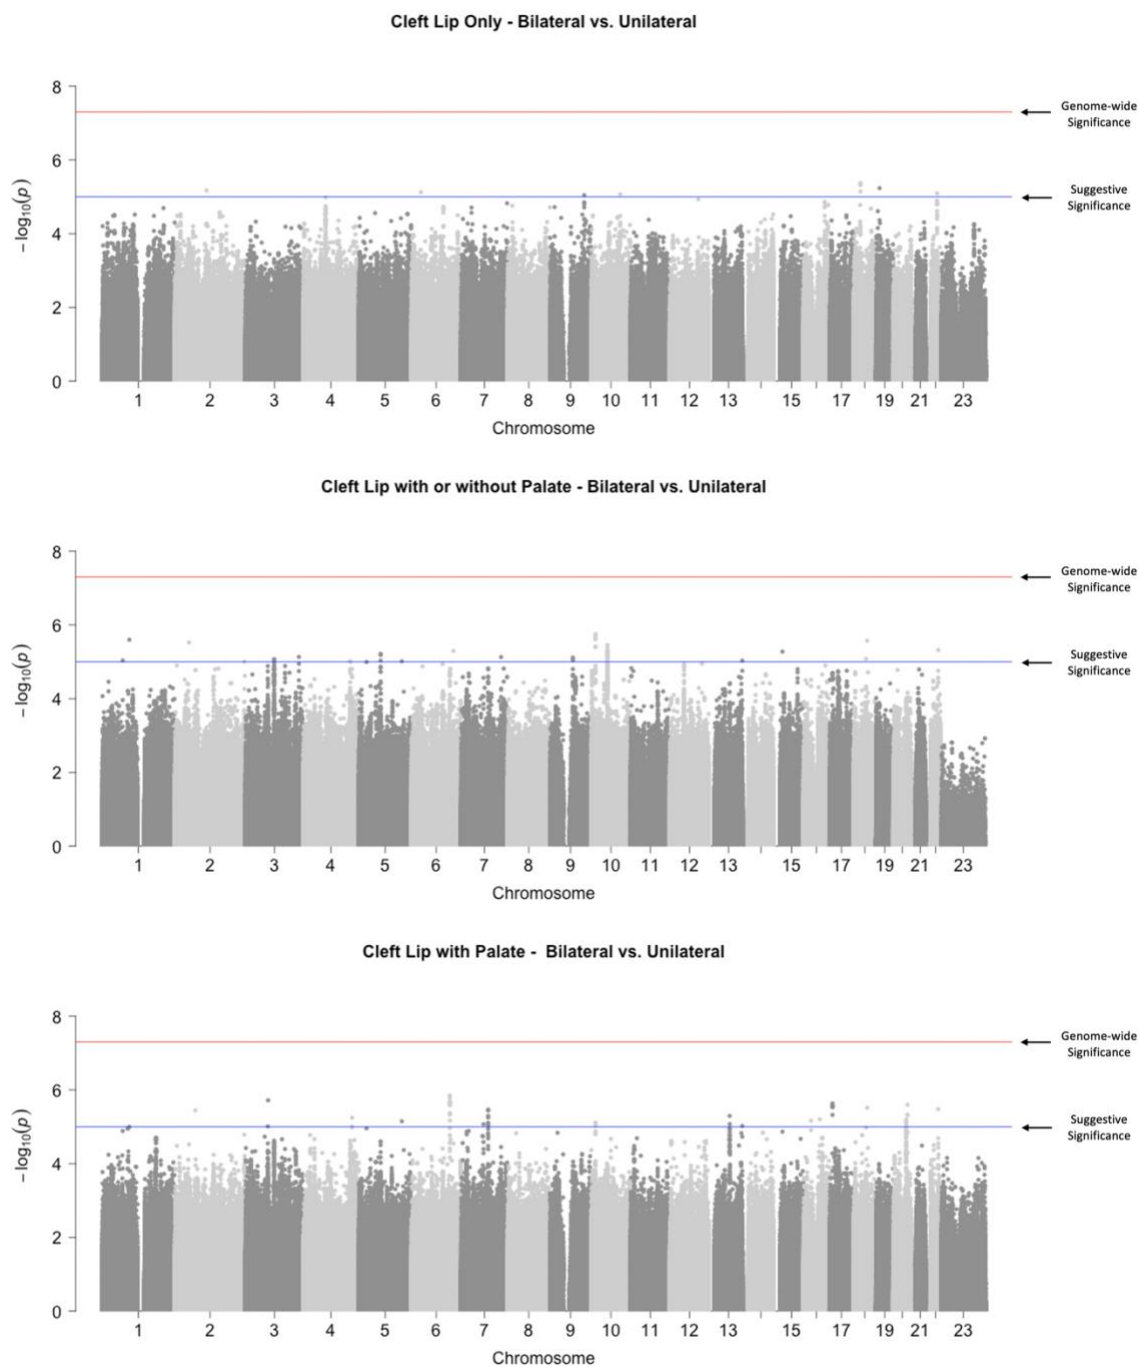 Cleft Lip Only - Bilateral vs. Unilateral
8
Genome-wide
Significance
6
Suggestive
Significance
4
2
0
−log10(p)
1 2 3 4 5 6 7 8 9 10 11 12 13 15 17 19 21 23
Chromosome
Cleft Lip with or without Palate - Bilateral vs. Unilateral
8
Genome-wide
Significance
6
Suggestive
Significance
4
2
0
−log10(p)
1 2 3 4 5 6 7 8 9 10 11 12 13 15 17 19 21 23
Chromosome
Cleft Lip with Palate - Bilateral vs. Unilateral
8
Genome-wide
Significance
6
Suggestive
Significance
4
2
0
−log10(p)
1 2 3 4 5 6 7 8 9 10 11 12 13 15 17 19 21 23
Chromosome